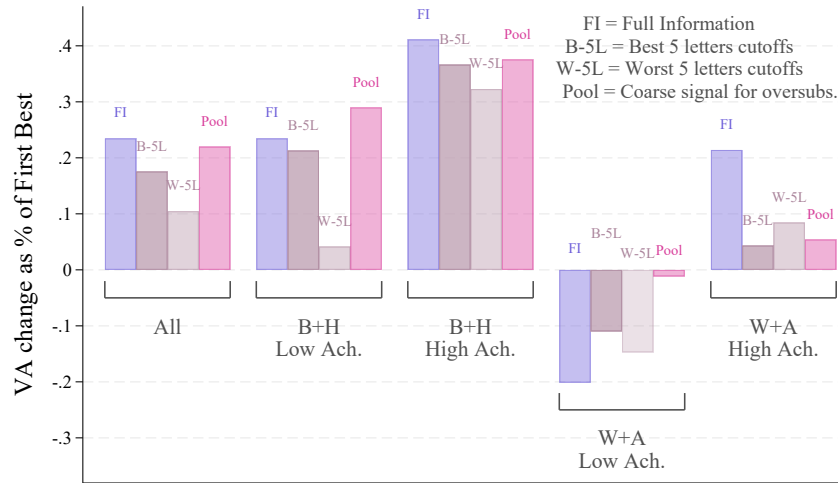 FI = Full Information
B-5L = Best 5 letters cutoffs
W-5L = Worst 5 letters cutoffs
Pool = Coarse signal for oversubs.
VA change as % of First Best
.4
.3
.2
.1
0
-.1
-.2
-.3
FI
B-5L
W-5L
Pool
All
FI
B-5L
W-5L
Pool
B+H
Low Ach.
FI
B-5L
W-5L
Pool
B+H
High Ach.
FI
B-5L
W-5L
Pool
W+A
Low Ach.
FI
B-5L
W-5L
Pool
W+A
High Ach.